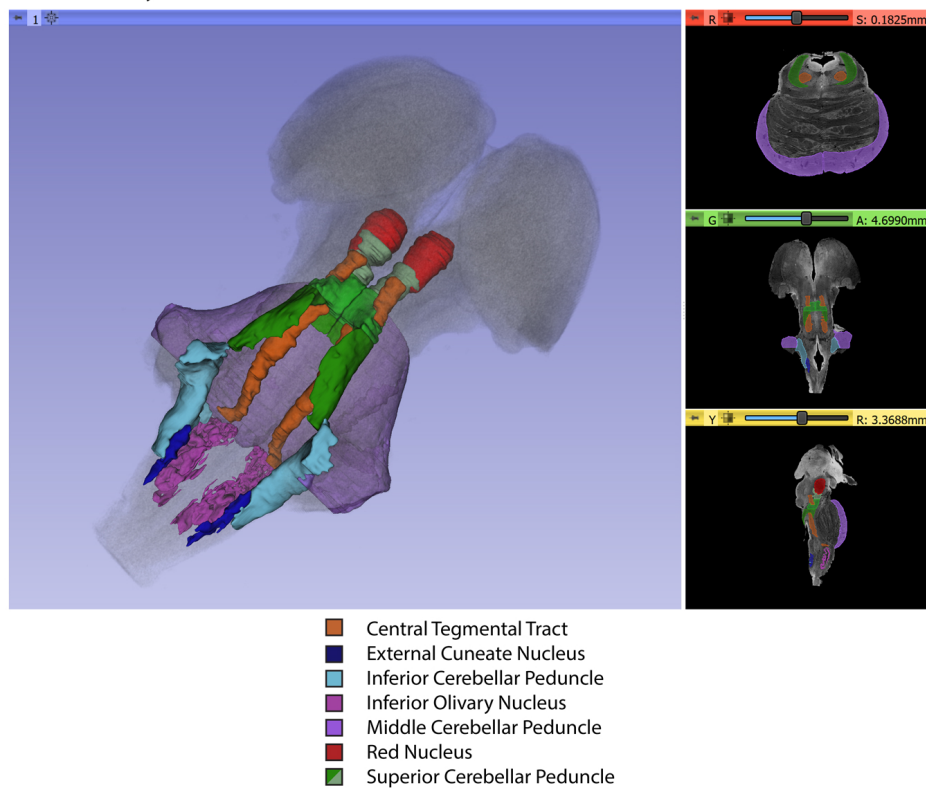 1
R
S: 0.1825mm
G
A: 4.6990mm
Y
R: 3.3688mm
Central Tegmental Tract
External Cuneate Nucleus
Inferior Cerebellar Peduncle
Inferior Olivary Nucleus
Middle Cerebellar Peduncle
Red Nucleus
Superior Cerebellar Peduncle